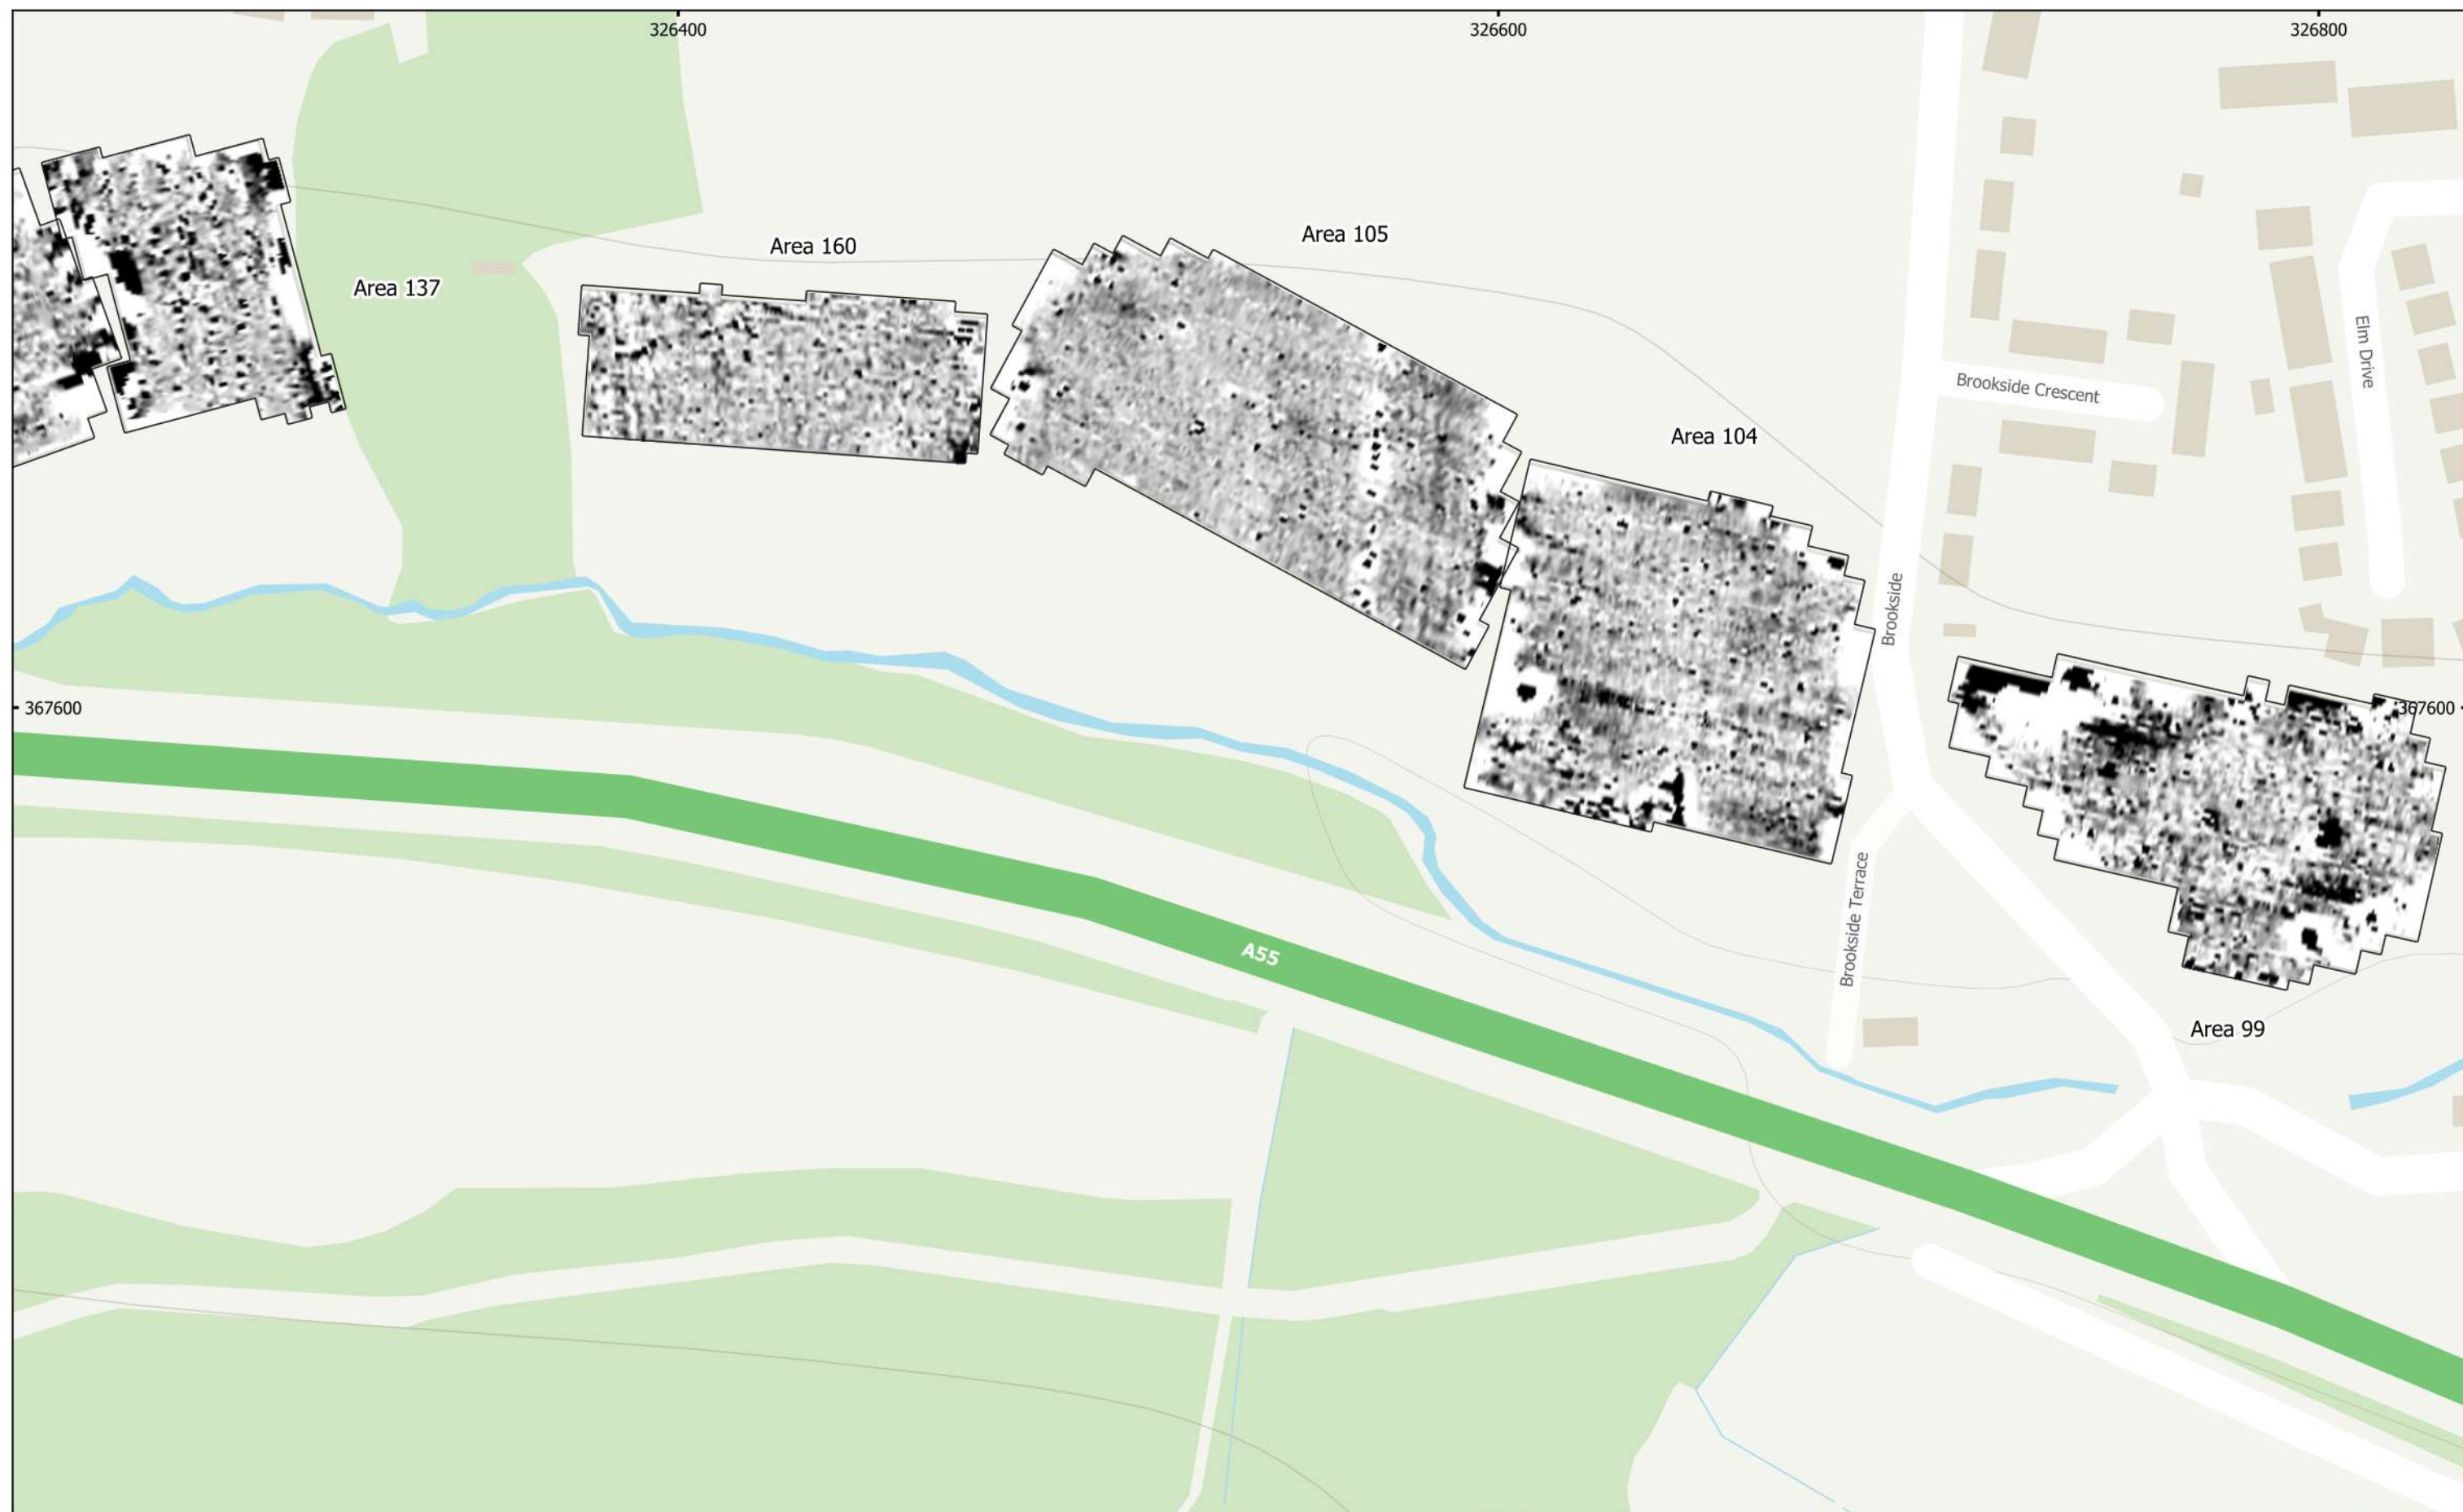 326400
326600
326800
Area 105
Area 160
Area 137
Elm Drive
Brookside Crescent
Area 104
Brookside
367600
367600
Brookside Terrace
A55
Area 99